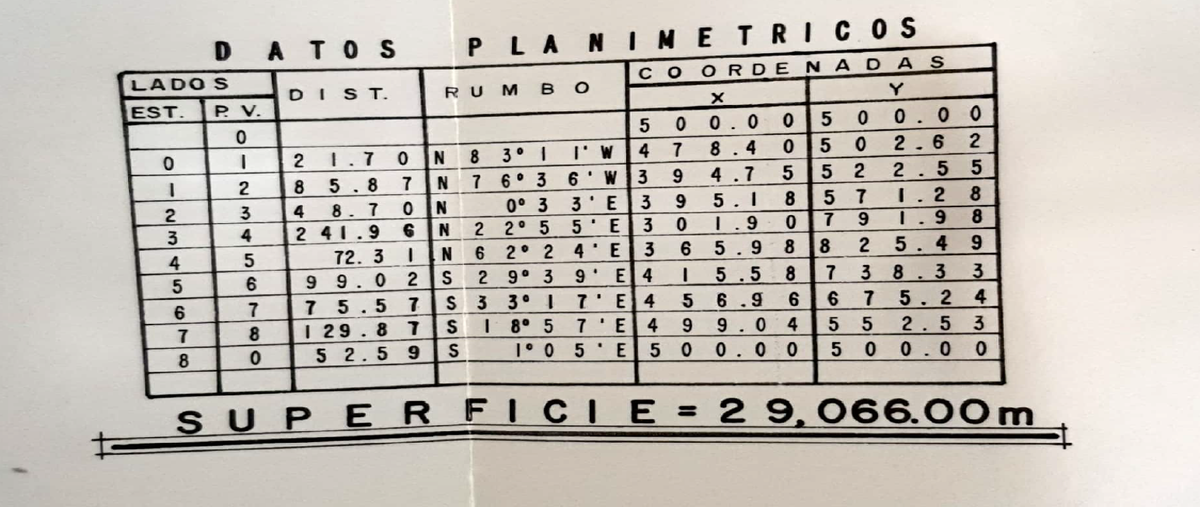 DATOS PLANIMETRICOS
LADOS DIST. RUMBO COORDENADAS
EST. P. V. X Y
0 500.00 500.00
0 1 21.70 N 83° 11' W 478.40 502.62
1 2 85.87 N 76° 36' W 394.75 522.55
2 3 48.70 N 0° 33' E 395.18 571.28
3 4 241.96 N 22° 55' E 301.90 791.98
4 5 72.31 N 62° 24' E 365.98 825.49
5 6 99.02 S 29° 39' E 415.58 738.33
6 7 75.57 S 33° 17' E 456.96 675.24
7 8 129.87 S 18° 57' E 499.04 552.53
8 0 52.59 S 1° 05' E 500.00 500.00
SUPERFICIE = 29,066.00m